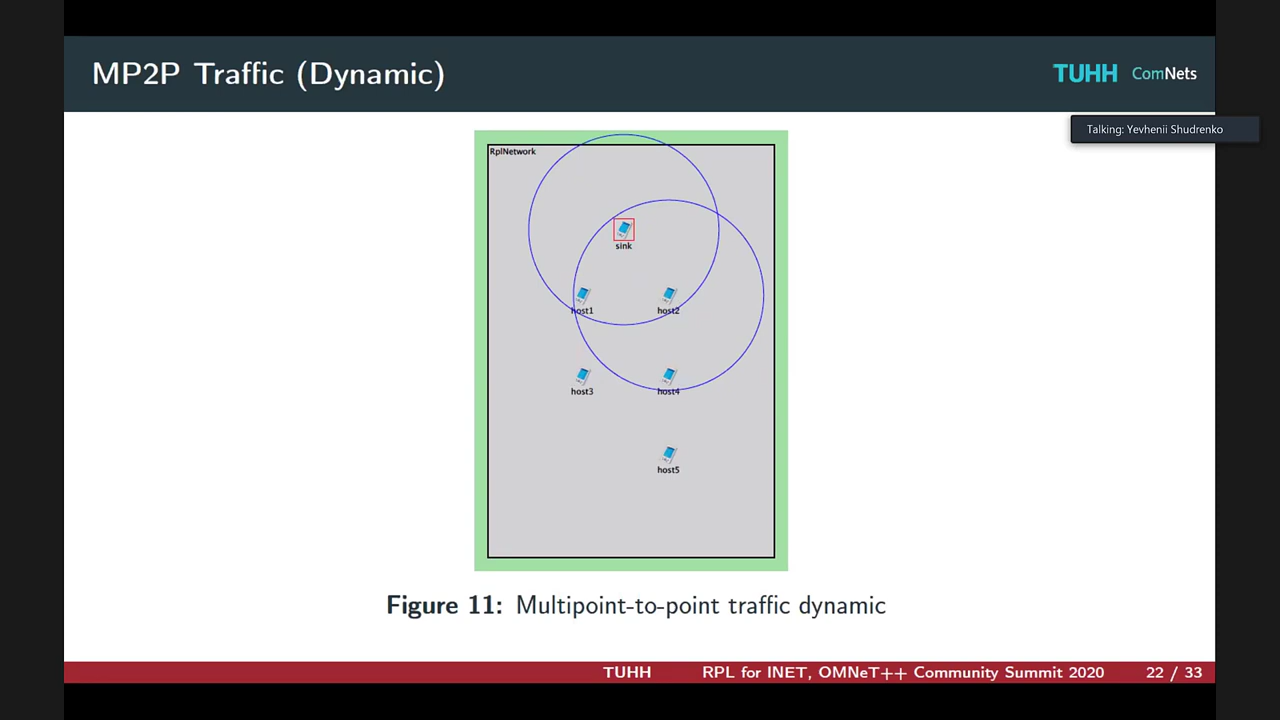 MP2P Traffic (Dynamic)
TUHH ComNets
Talking: Yevhenii Shudrenko
RplNetwork
sink
host1
host2
host3
host4
host5
Figure 11: Multipoint-to-point traffic dynamic
TUHH RPL for INET, OMNeT++ Community Summit 2020 22 / 33